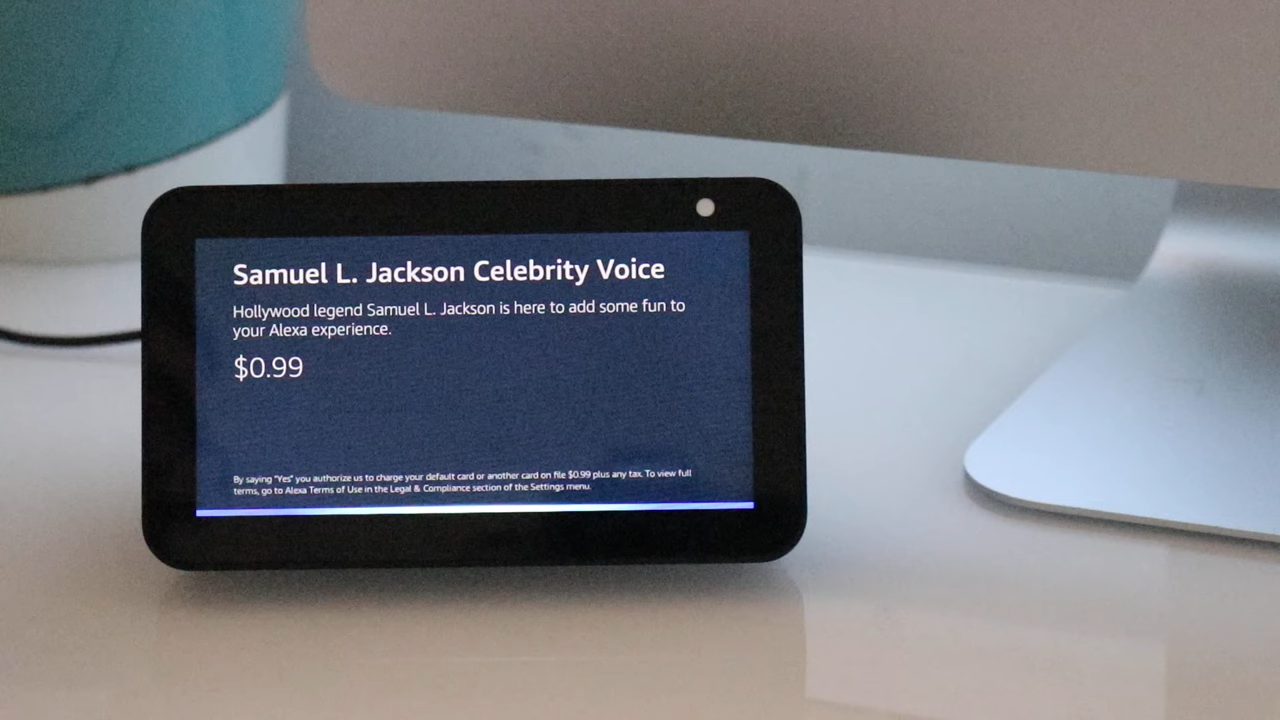 Samuel L. Jackson Celebrity Voice
Hollywood legend Samuel L. Jackson is here to add some fun to
your Alexa experience.
$0.99
By saying "Yes" you authorize us to charge your default card or another card on file $0.99 plus any tax. To view full
terms, go to Alexa Terms of Use in the Legal & Compliance section of the Settings menu.